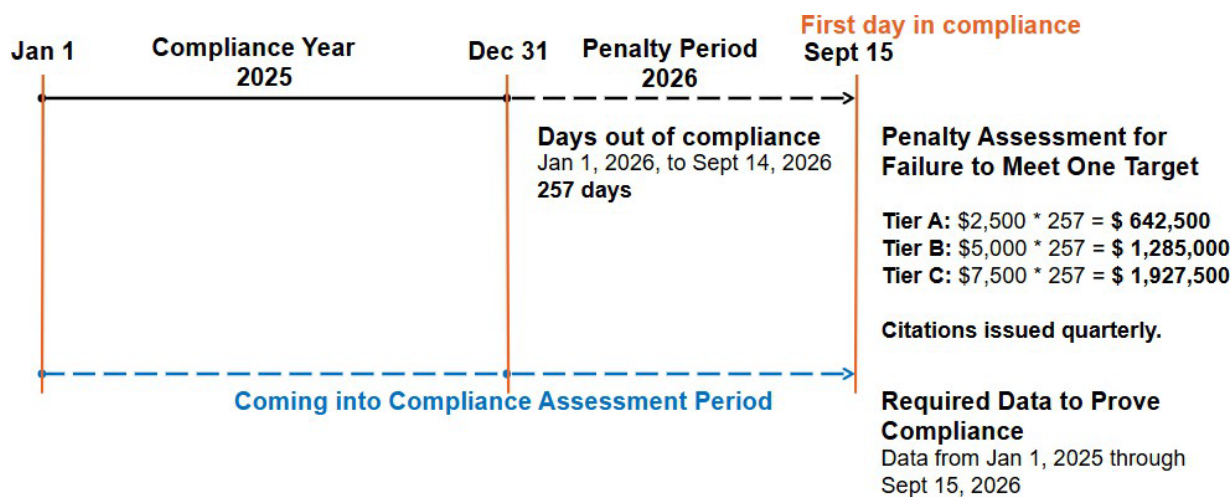 First day in compliance
Jan 1
Compliance Year
2025
Dec 31
Penalty Period
2026
Sept 15
Days out of compliance
Jan 1, 2026, to Sept 14, 2026
257 days
Penalty Assessment for
Failure to Meet One Target
Tier A: $2,500 * 257 = $ 642,500
Tier B: $5,000 * 257 = $ 1,285,000
Tier C: $7,500 * 257 = $ 1,927,500
Citations issued quarterly.
Coming into Compliance Assessment Period
Required Data to Prove
Compliance
Data from Jan 1, 2025 through
Sept 15, 2026